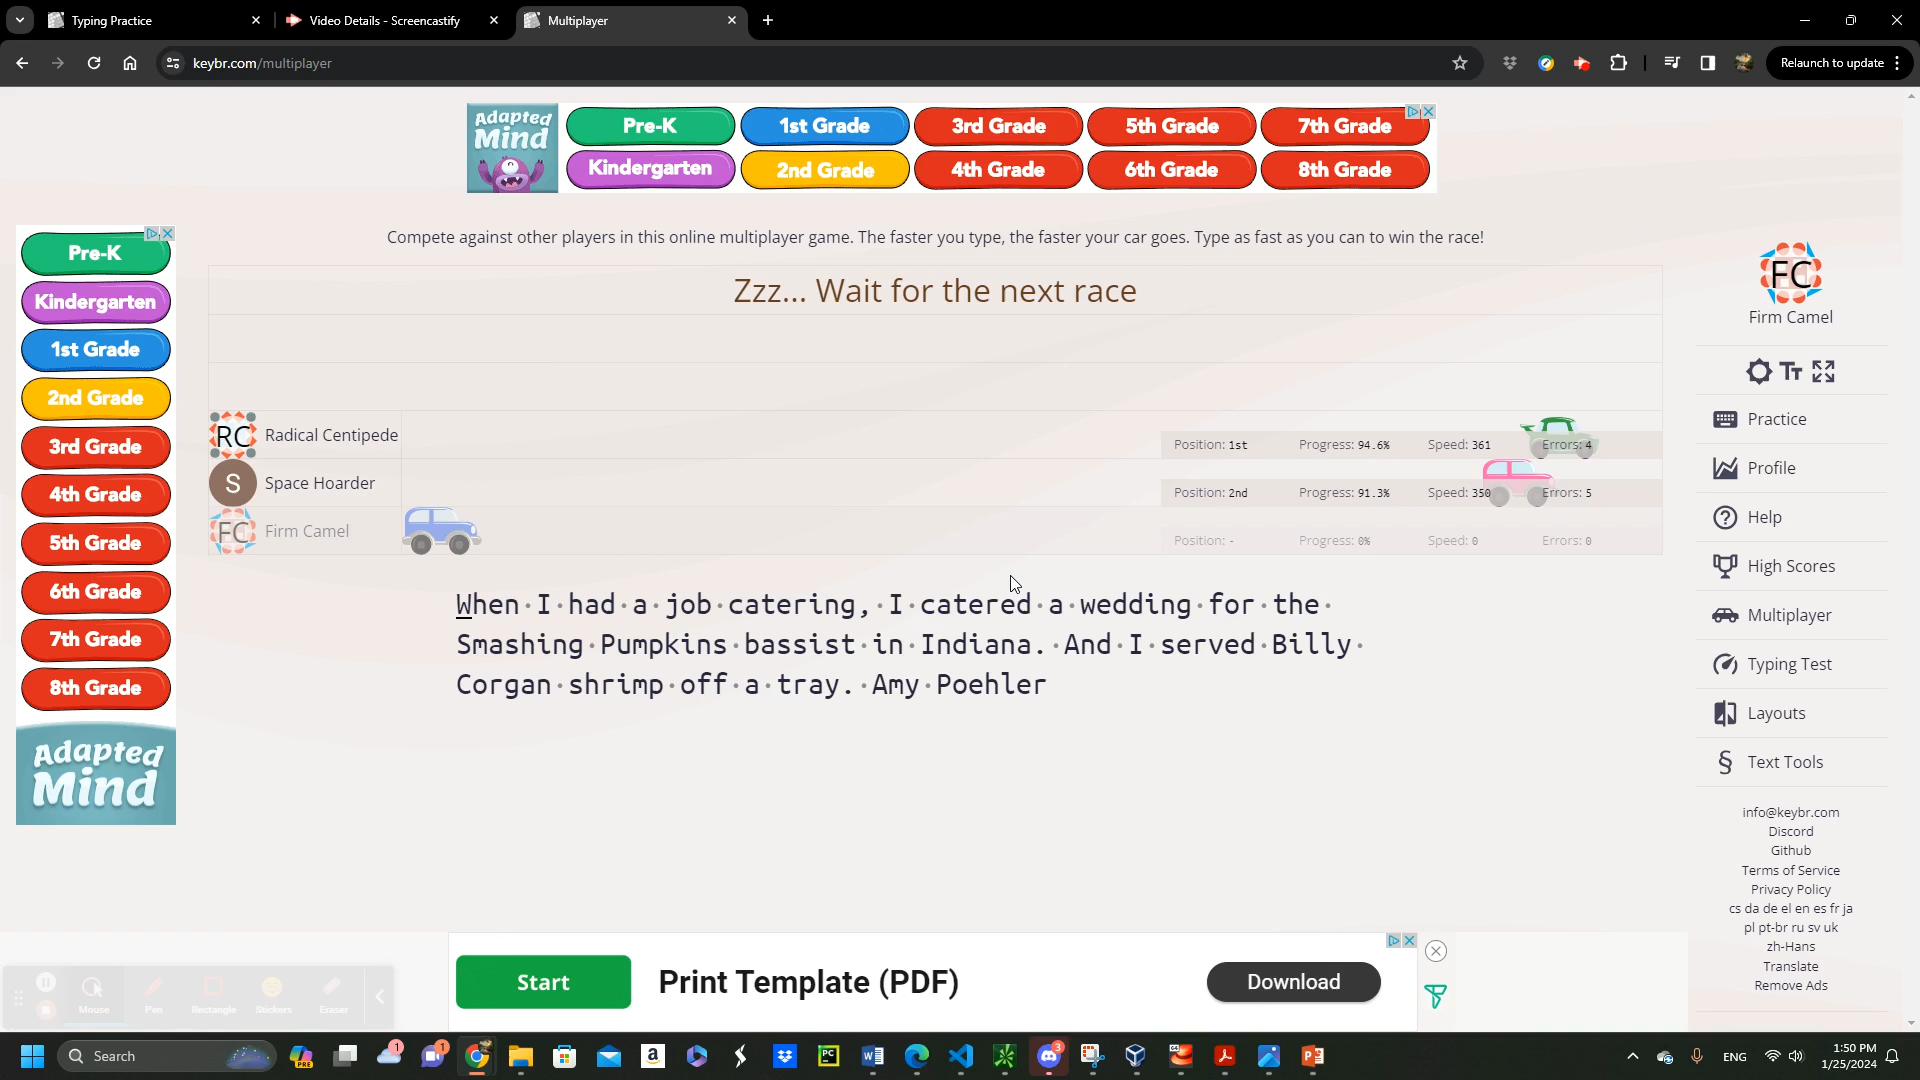 Typing Practice
Video Details - Screencastify
Multiplayer
keybr.com/multiplayer
Relaunch to update
Adapted
Mind
Pre-K
1st Grade
3rd Grade
5th Grade
7th Grade
Kindergarten
2nd Grade
4th Grade
6th Grade
8th Grade
Pre-K
Kindergarten
1st Grade
2nd Grade
3rd Grade
4th Grade
5th Grade
6th Grade
7th Grade
8th Grade
Adapted
Mind
Compete against other players in this online multiplayer game. The faster you type, the faster your car goes. Type as fast as you can to win the race!
Zzz... Wait for the next race
RC Radical Centipede Position: 1st Progress: 94.6% Speed: 361 Errors: 4
S Space Hoarder Position: 2nd Progress: 91.3% Speed: 350 Errors: 5
FC Firm Camel Position: - Progress: 0% Speed: 0 Errors: 0
When·I·had·a·job·catering,·I·catered·a·wedding·for·the·
Smashing·Pumpkins·bassist·in·Indiana.·And·I·served·Billy·
Corgan·shrimp·off·a·tray.·Amy·Poehler
FC
Firm Camel
Practice
Profile
Help
High Scores
Multiplayer
Typing Test
Layouts
Text Tools
info@keybr.com
Discord
Github
Terms of Service
Privacy Policy
cs da de el en es fr ja
pl pt-br ru sv uk
zh-Hans
Translate
Remove Ads
Start
Print Template (PDF)
Download
Mouse Pen Rectangle Stickers Eraser
Search
PRE
1
1
PC
3
ENG
1:50 PM
1/25/2024